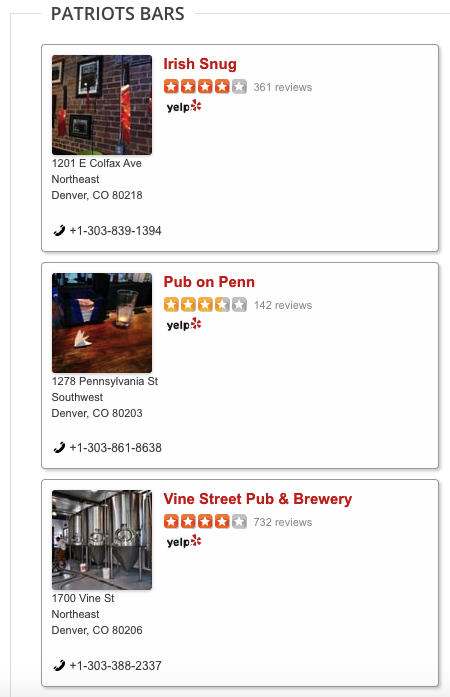 PATRIOTS BARS
Irish Snug
361 reviews
yelp
1201 E Colfax Ave
Northeast
Denver, CO 80218
+1-303-839-1394
Pub on Penn
142 reviews
yelp
1278 Pennsylvania St
Southwest
Denver, CO 80203
+1-303-861-8638
Vine Street Pub & Brewery
732 reviews
yelp
1700 Vine St
Northeast
Denver, CO 80206
+1-303-388-2337